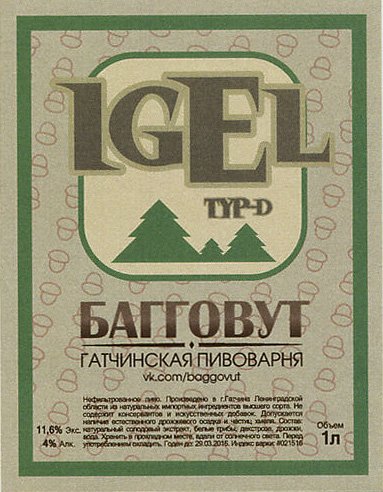 IGEL
TYP-D
БАГГОВУТ
ГАТЧИНСКАЯ ПИВОВАРНЯ
vk.com/baggovut
11,6% Экс.
4% Алк.
Нефильтрованное пиво. Произведено в г.Гатчина Ленинградской
области из натуральных импортных ингредиентов высшего сорта. Не
содержит консервантов и искусственных добавок. Допускается
наличие естественного дрожжевого осадка и частиц хмеля. Состав:
натуральный солодовый экстракт, белые грибы, декстроза, дрожжи,
вода. Хранить в прохладном месте, вдали от солнечного света. Перед
употреблением охладить. Годен до: 29.03.2016. Индекс варки: #021516
Объем
1л